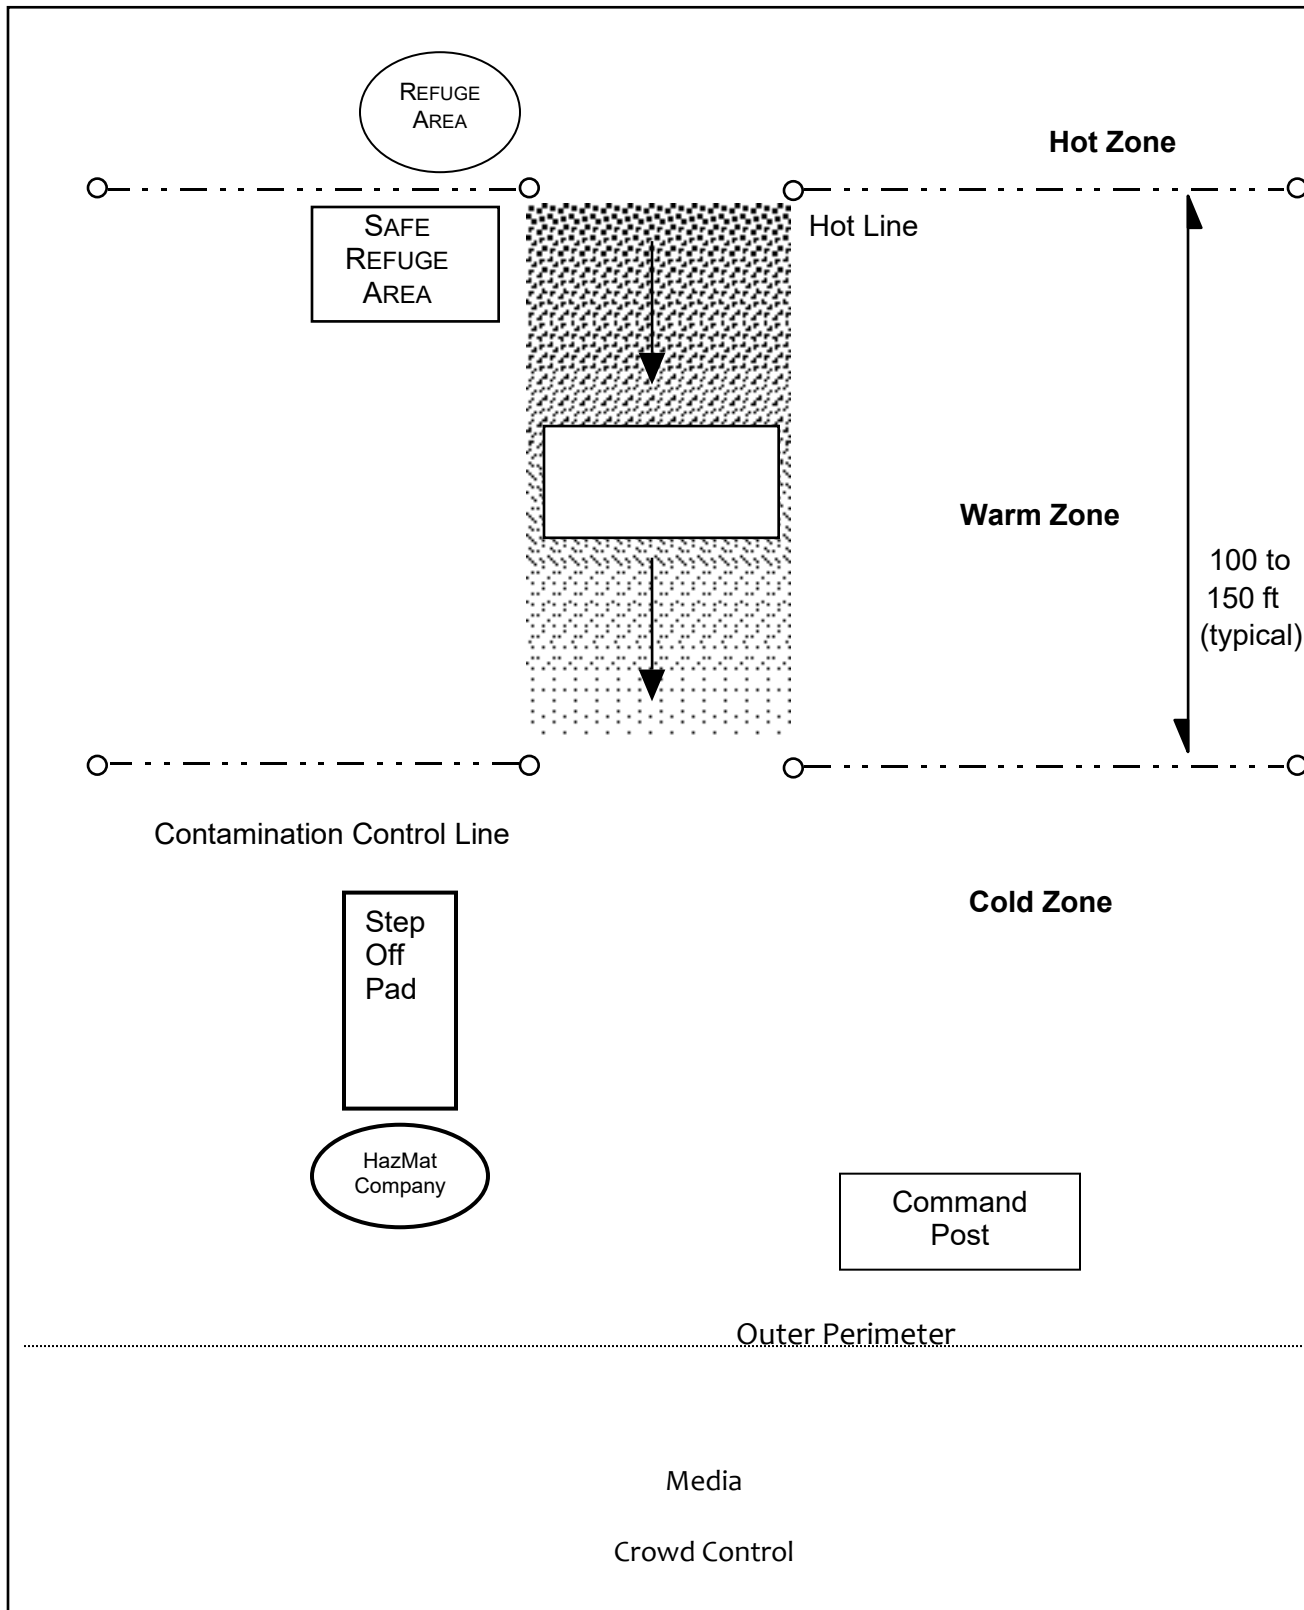 REFUGE
AREA
Hot Zone
SAFE
REFUGE
AREA
Hot Line
Warm Zone
100 to
150 ft
(typical)
Contamination Control Line
Cold Zone
Step
Off
Pad
HazMat
Company
Command
Post
Outer Perimeter
Media
Crowd Control